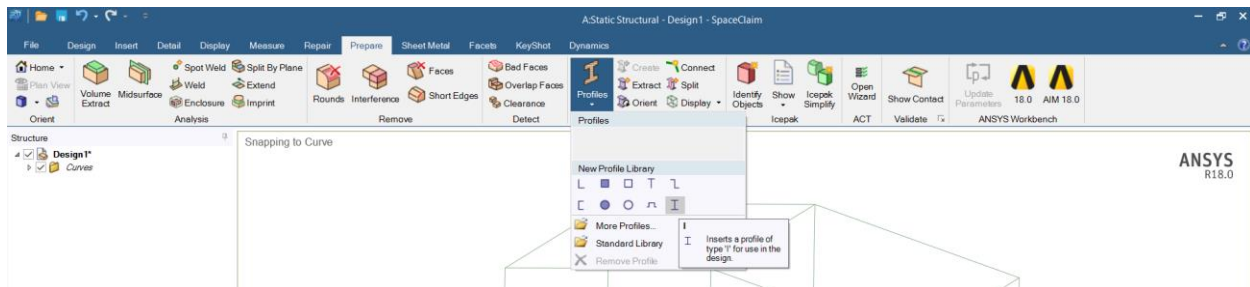 A:Static Structural - Design1 - SpaceClaim
File Design Insert Detail Display Measure Repair Prepare Sheet Metal Facets KeyShot Dynamics
Home
Plan View
Orient
Volume Extract
Midsurface
Spot Weld
Weld
Enclosure
Split By Plane
Extend
Imprint
Analysis
Rounds
Interference
Faces
Short Edges
Remove
Bad Faces
Overlap Faces
Clearance
Detect
Profiles
Create
Extract
Orient
Connect
Split
Display
Identify Objects
Show
Icepak Simplify
Icepak
Open Wizard
ACT
Show Contact
Validate
Update Parameters
18.0
AIM 18.0
ANSYS Workbench
Structure
Design1*
Curves
Snapping to Curve
Profiles
New Profile Library
More Profiles...
Standard Library
Remove Profile
I
Inserts a profile of
type 'I' for use in the
design.
ANSYS
R18.0